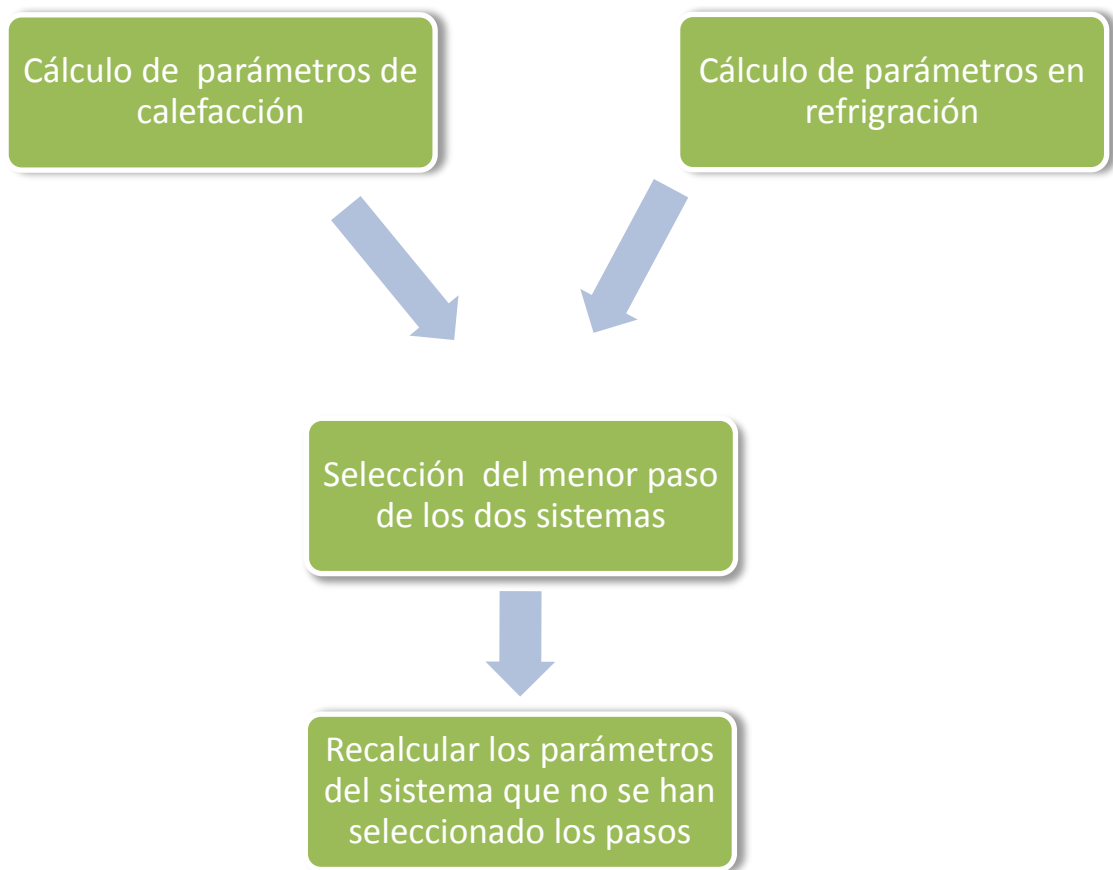 Cálculo de  parámetros de
calefacción
Cálculo de parámetros en
refrigración
Selección  del menor paso
de los dos sistemas
Recalcular los parámetros
del sistema que no se han
seleccionado los pasos